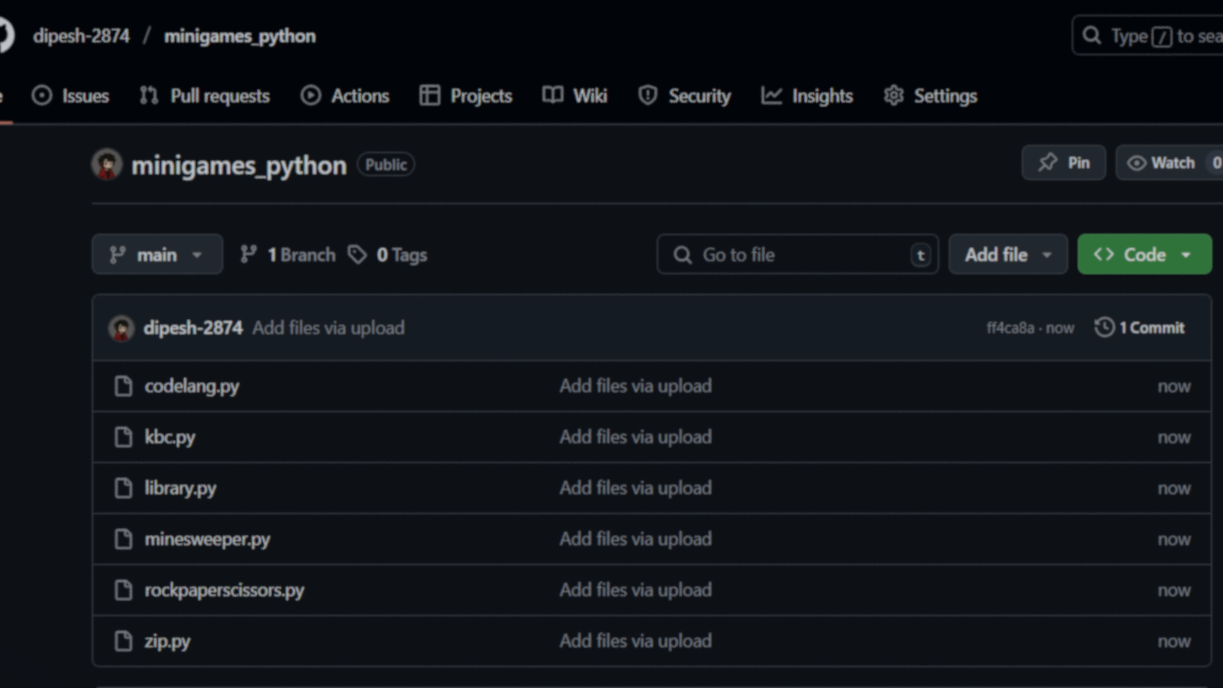 dipesh-2874 / minigames_python
Type / to sea
Issues Pull requests Actions Projects Wiki Security Insights Settings
minigames_python Public Pin Watch 0
main 1 Branch 0 Tags Go to file t Add file Code
dipesh-2874 Add files via upload ff4ca8a · now 1 Commit
codelang.py Add files via upload now
kbc.py Add files via upload now
library.py Add files via upload now
minesweeper.py Add files via upload now
rockpaperscissors.py Add files via upload now
zip.py Add files via upload now